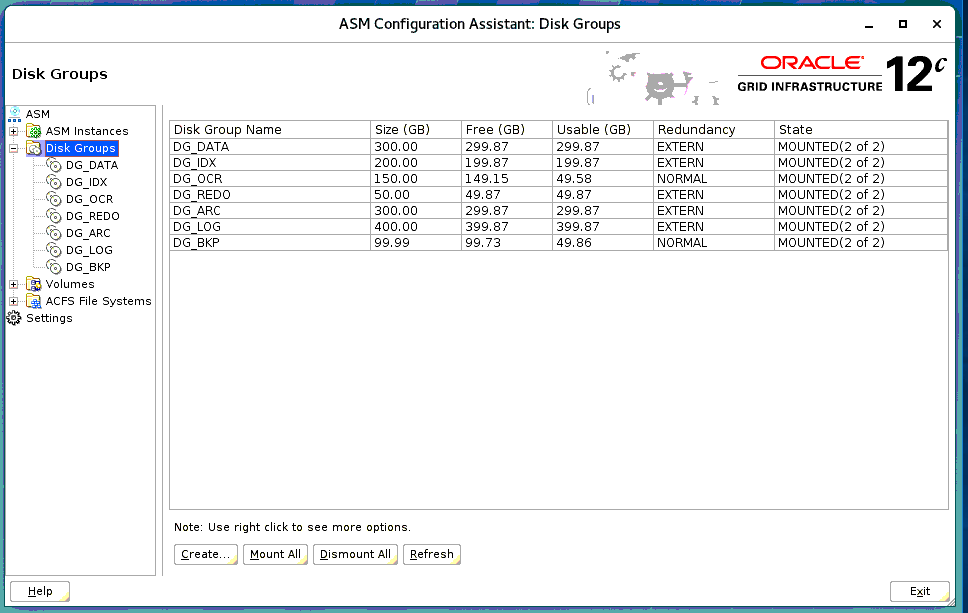 ASM Configuration Assistant: Disk Groups
Disk Groups
ORACLE
GRID INFRASTRUCTURE 12c
ASM
ASM Instances
Disk Groups
DG_DATA
DG_IDX
DG_OCR
DG_REDO
DG_ARC
DG_LOG
DG_BKP
Volumes
ACFS File Systems
Settings
Disk Group Name Size (GB) Free (GB) Usable (GB) Redundancy State
DG_DATA 300.00 299.87 299.87 EXTERN MOUNTED(2 of 2)
DG_IDX 200.00 199.87 199.87 EXTERN MOUNTED(2 of 2)
DG_OCR 150.00 149.15 49.58 NORMAL MOUNTED(2 of 2)
DG_REDO 50.00 49.87 49.87 EXTERN MOUNTED(2 of 2)
DG_ARC 300.00 299.87 299.87 EXTERN MOUNTED(2 of 2)
DG_LOG 400.00 399.87 399.87 EXTERN MOUNTED(2 of 2)
DG_BKP 99.99 99.73 49.86 NORMAL MOUNTED(2 of 2)
Note: Use right click to see more options.
Create... Mount All Dismount All Refresh
Help Exit